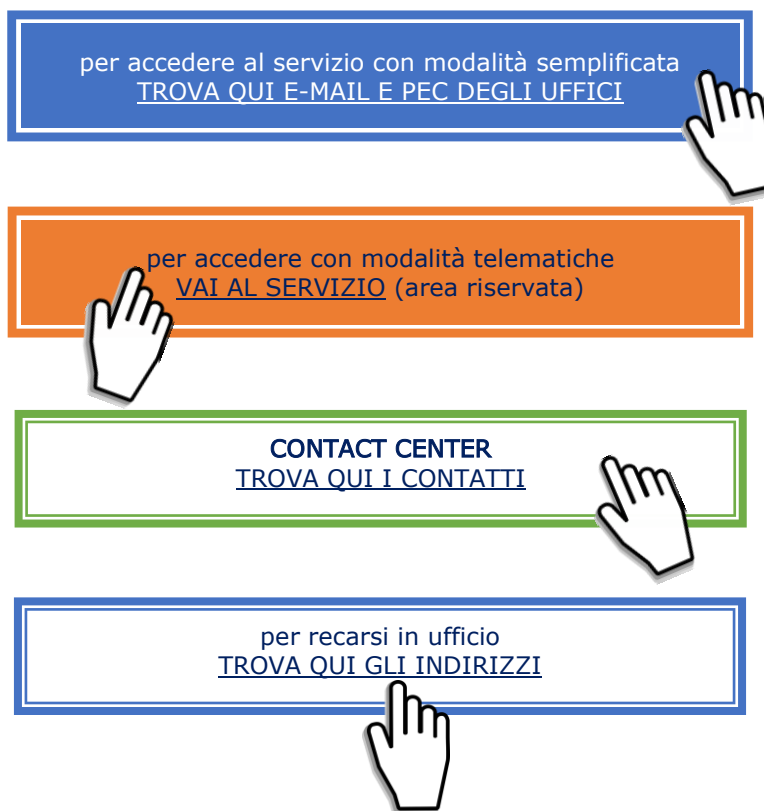 per accedere al servizio con modalità semplificata
TROVA QUI E-MAIL E PEC DEGLI UFFICI
per accedere con modalità telematiche
VAI AL SERVIZIO (area riservata)
CONTACT CENTER
TROVA QUI I CONTATTI
per recarsi in ufficio
TROVA QUI GLI INDIRIZZI